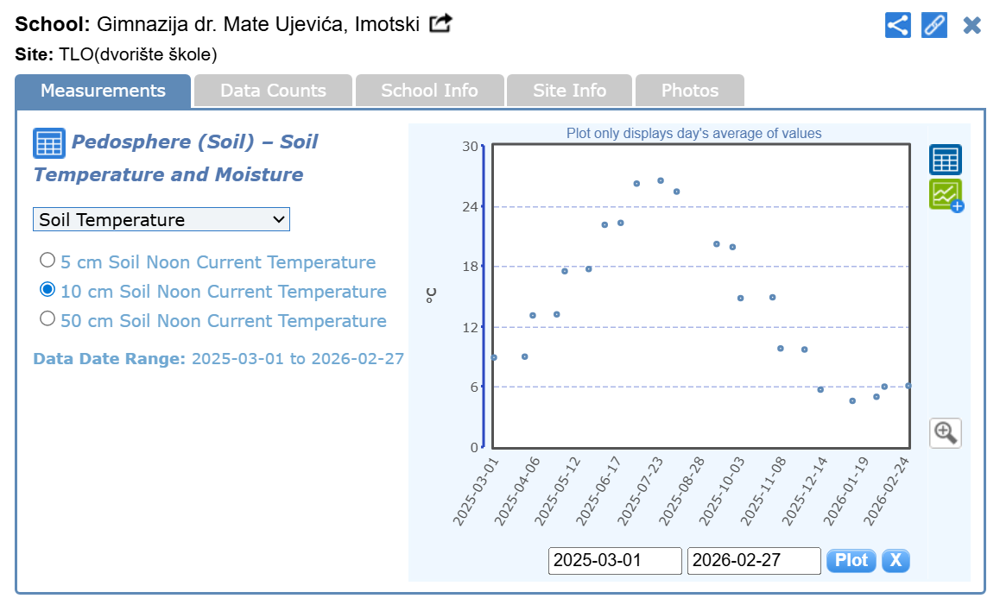 School: Gimnazija dr. Mate Ujevića, Imotski
Site: TLO(dvorište škole)
Measurements
Data Counts
School Info
Site Info
Photos
Pedosphere (Soil) – Soil
Temperature and Moisture
Soil Temperature
5 cm Soil Noon Current Temperature
10 cm Soil Noon Current Temperature
50 cm Soil Noon Current Temperature
Data Date Range: 2025-03-01 to 2026-02-27
Plot only displays day's average of values
30
24
18
12
6
0
°C
2025-03-01
2025-04-06
2025-05-12
2025-06-17
2025-07-23
2025-08-28
2025-10-03
2025-11-08
2025-12-14
2026-01-19
2026-02-24
2025-03-01
2026-02-27
Plot
X